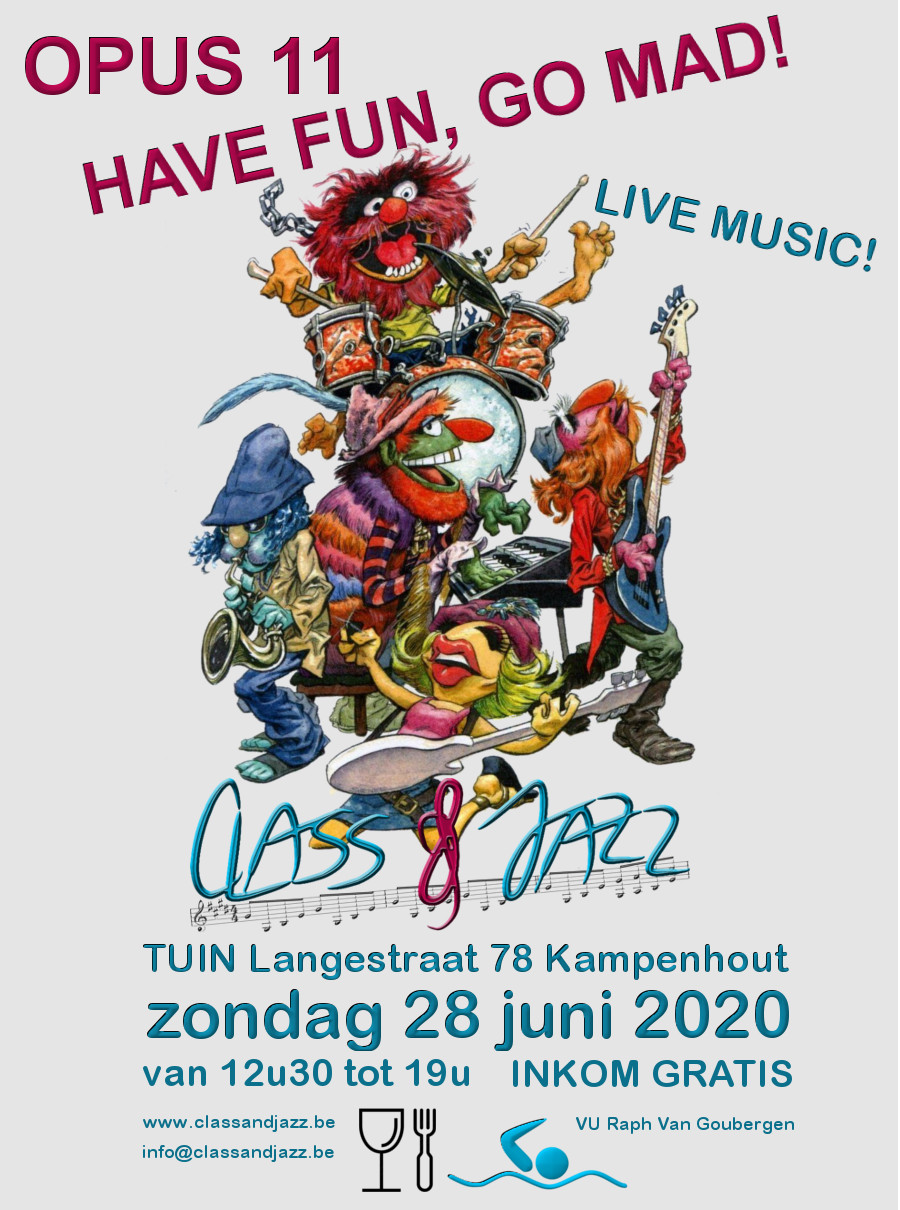 OPUS 11
HAVE FUN, GO MAD!
LIVE MUSIC!
CLASS & JAZZ
TUIN Langestraat 78 Kampenhout
zondag 28 juni 2020
van 12u30 tot 19u INKOM GRATIS
www.classandjazz.be
VU Raph Van Goubergen
info@classandjazz.be